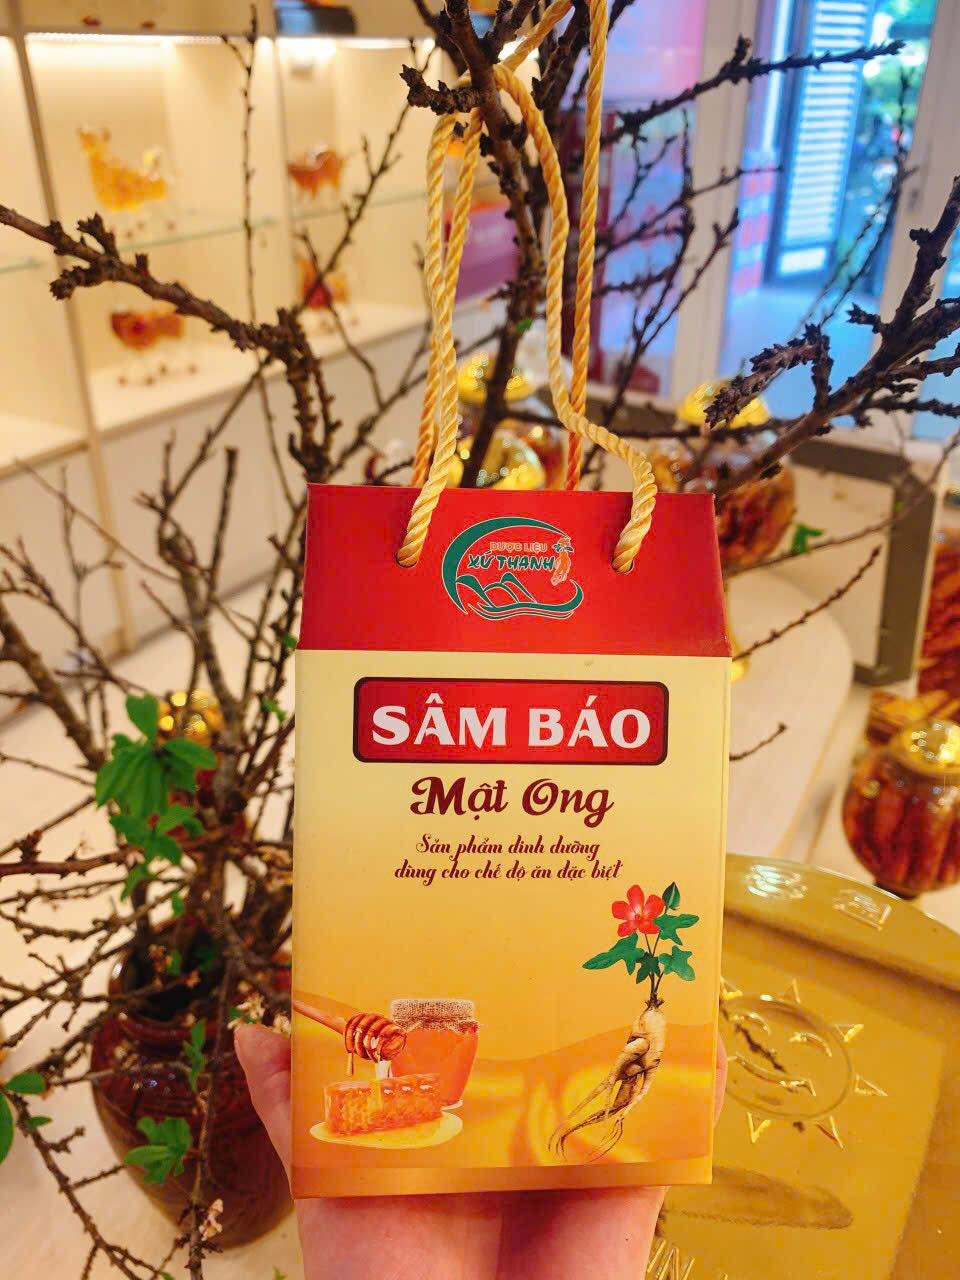 DƯỢC LIỆU
XỨ THANH
SÂM BÁO
Mật Ong
Sản phẩm dinh dưỡng
dùng cho chế độ ăn đặc biệt